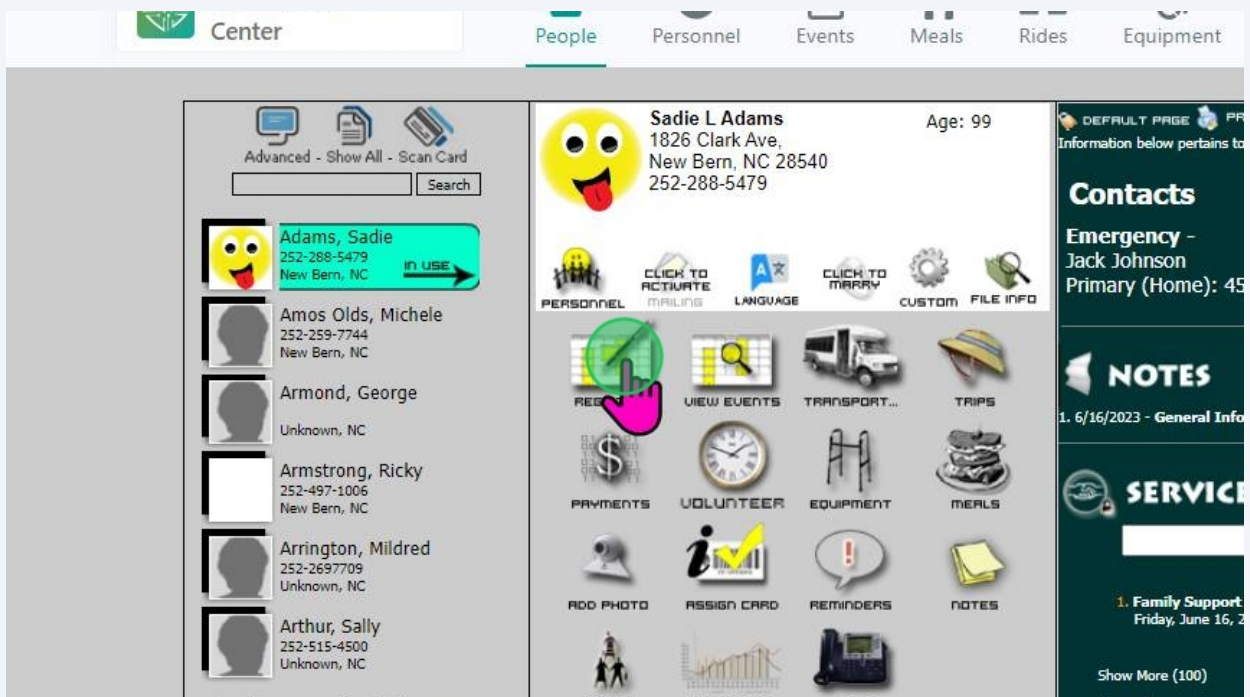 Center
People
Personnel
Events
Meals
Rides
Equipment
Advanced - Show All - Scan Card
Search
Adams, Sadie
252-288-5479
New Bern, NC
IN USE
Amos Olds, Michele
252-259-7744
New Bern, NC
Armond, George
Unknown, NC
Armstrong, Ricky
252-497-1006
New Bern, NC
Arrington, Mildred
252-2697709
Unknown, NC
Arthur, Sally
252-515-4500
Unknown, NC
Sadie L Adams
Age: 99
1826 Clark Ave,
New Bern, NC 28540
252-288-5479
PERSONNEL
CLICK TO
ACTIVATE
MAILING
LANGUAGE
CLICK TO
MARRY
CUSTOM
FILE INFO
VIEW EVENTS
TRANSPORT...
TRIPS
PAYMENTS
VOLUNTEER
EQUIPMENT
MEALS
ADD PHOTO
ASSIGN CARD
REMINDERS
NOTES
DEFAULT PAGE PR
Information below pertains to
Contacts
Emergency -
Jack Johnson
Primary (Home): 45
NOTES
1. 6/16/2023 - General Info
SERVICE
1. Family Support
Friday, June 16, 2
Show More (100)